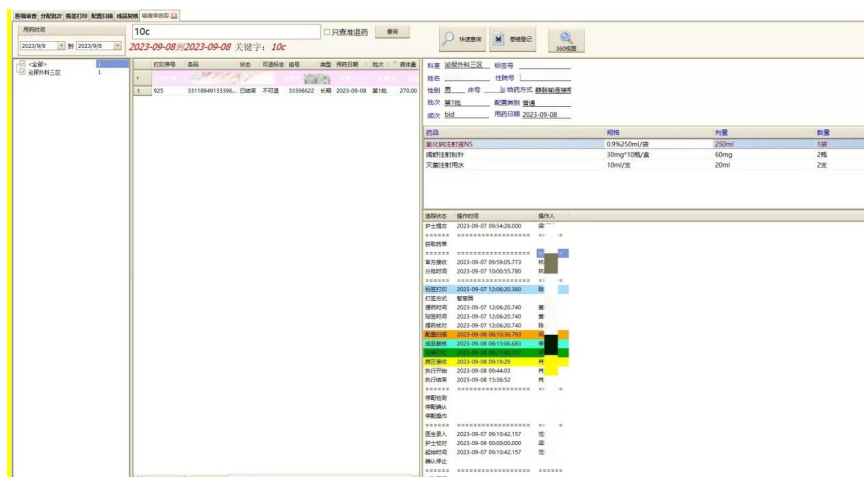 医嘱审查 分配批次 瓶签打印 配置扫描 成品复核 输液单追踪
用药时间
2023/9/8 到 2023/9/8
10c
只查准退药 查询
2023-09-08到2023-09-08 关键字: 10c
快速查询 差错登记 360视图
<全部> 1
泌尿外科三区 1
打印序号 条码 状态 可退标志 组号 类型 用药日期 批次 液体量
1 925 33118949133396... 已结束 不可退 33396622 长期 2023-09-08 第1批 270.00
科室 泌尿外科三区 标签号
姓名 住院号
性别 男 床号 给药方式 静脉输液
批次 第1批 配置类别 普通
频次 bid 用药日期 2023-09-08
药品 规格 剂量 数量
氯化钠注射液NS 0.9%250ml/袋 250ml 1袋
注射粉针 30mg*10瓶/盒 60mg 2瓶
灭菌注射用水 10ml/支 20ml 2支
追踪状态 操作时间 操作人
护士提交 2023-09-07 09:54:28.000
====== ==================
获取药单
====== ==================
审方接收 2023-09-07 09:59:05.773
分批时间 2023-09-07 10:00:55.780
====== ==================
标签打印 2023-09-07 12:06:20.360
打签方式 智慧园
摆药时间 2023-09-07 12:06:20.740
贴签时间 2023-09-07 12:06:20.740
摆药核对 2023-09-07 12:06:20.740
配置扫描 2023-09-08 08:10:36.793
成品复核 2023-09-08 08:13:06.683
病区接收 2023-09-08 09:19:29
执行开始 2023-09-08 09:44:03
执行结束 2023-09-08 15:36:52
====== ==================
停配检测
停配确认
停配操作
====== ==================
医生录入 2023-09-07 09:10:42.157
护士校对 2023-09-09 00:00:00.000
起始时间 2023-09-07 09:10:42.157
确认停止
====== ================== ======